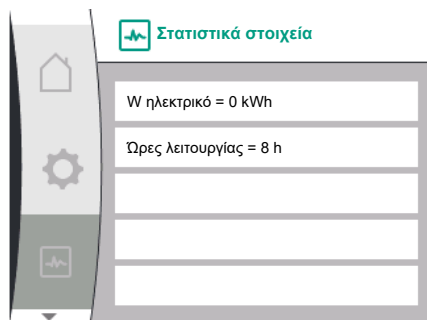 Στατιστικά στοιχεία
W ηλεκτρικό = 0 kWh
Ώρες λειτουργίας = 8 h